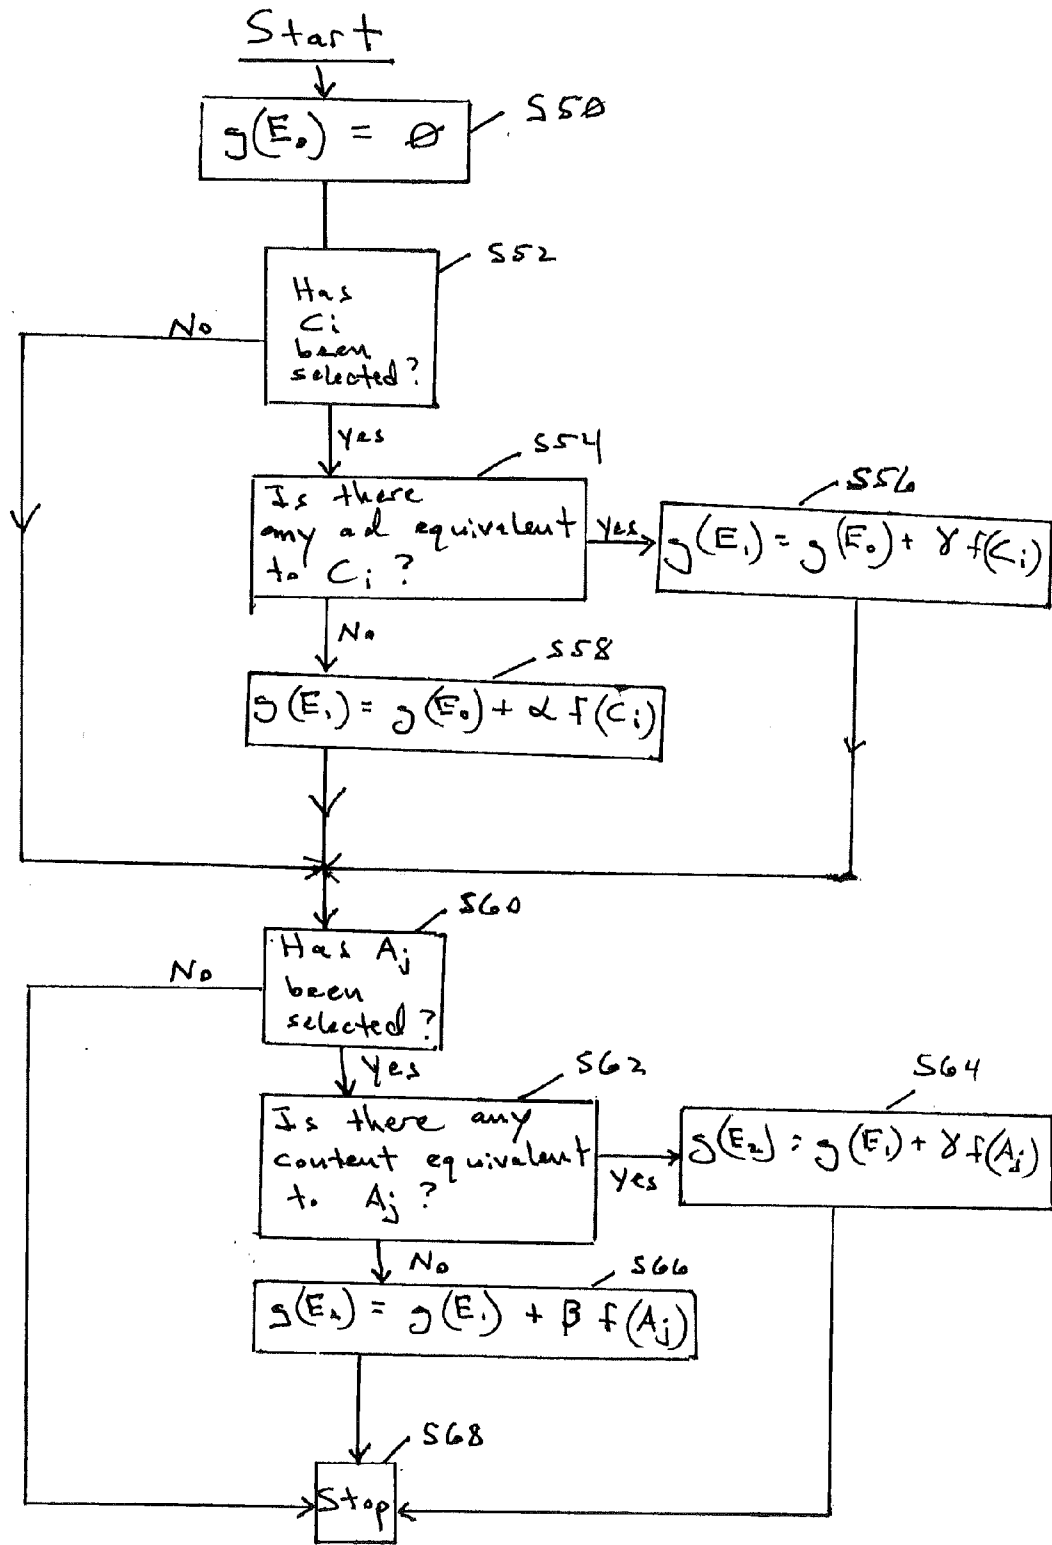 Start
S50
g(E₀) = Ø
S52
Has
Ci
been
selected?
No
Yes
S54
Is there
any ad equivalent
to Ci ?
Yes
S56
g(E₁) = g(E₀) + γ f(Ci)
No
S58
g(E₁) = g(E₀) + α f(Ci)
S60
Has Aj
been
selected?
No
Yes
S62
Is there any
content equivalent
to Aj ?
Yes
S64
g(E₂) = g(E₁) + γ f(Aj)
No
S66
g(E₂) = g(E₁) + β f(Aj)
S68
Stop